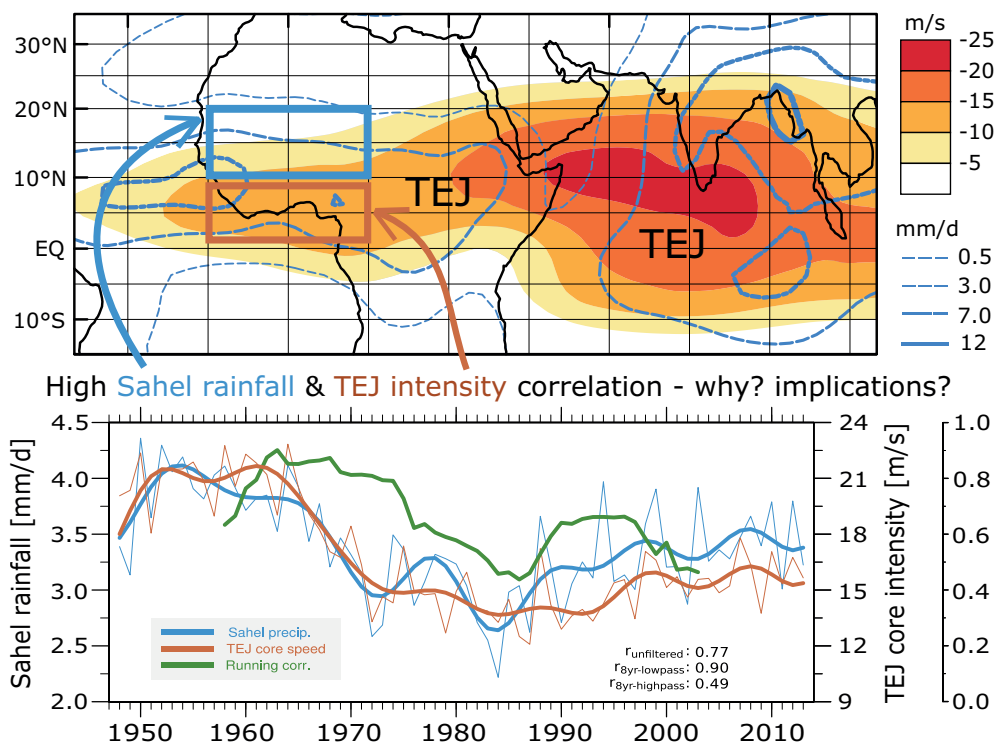 m/s
30°N
20°N
10°N
EQ
10°S
TEJ
TEJ
-25
-20
-15
-10
-5
mm/d
0.5
3.0
7.0
12
High Sahel rainfall & TEJ intensity correlation - why? implications?
Sahel rainfall [mm/d]
4.5
4.0
3.5
3.0
2.5
2.0
Sahel precip.
TEJ core speed
Running corr.
runfiltered: 0.77
r8yr-lowpass: 0.90
r8yr-highpass: 0.49
24
21
18
15
12
9
TEJ core intensity [m/s]
1.0
0.8
0.6
0.4
0.2
0.0
1950 1960 1970 1980 1990 2000 2010